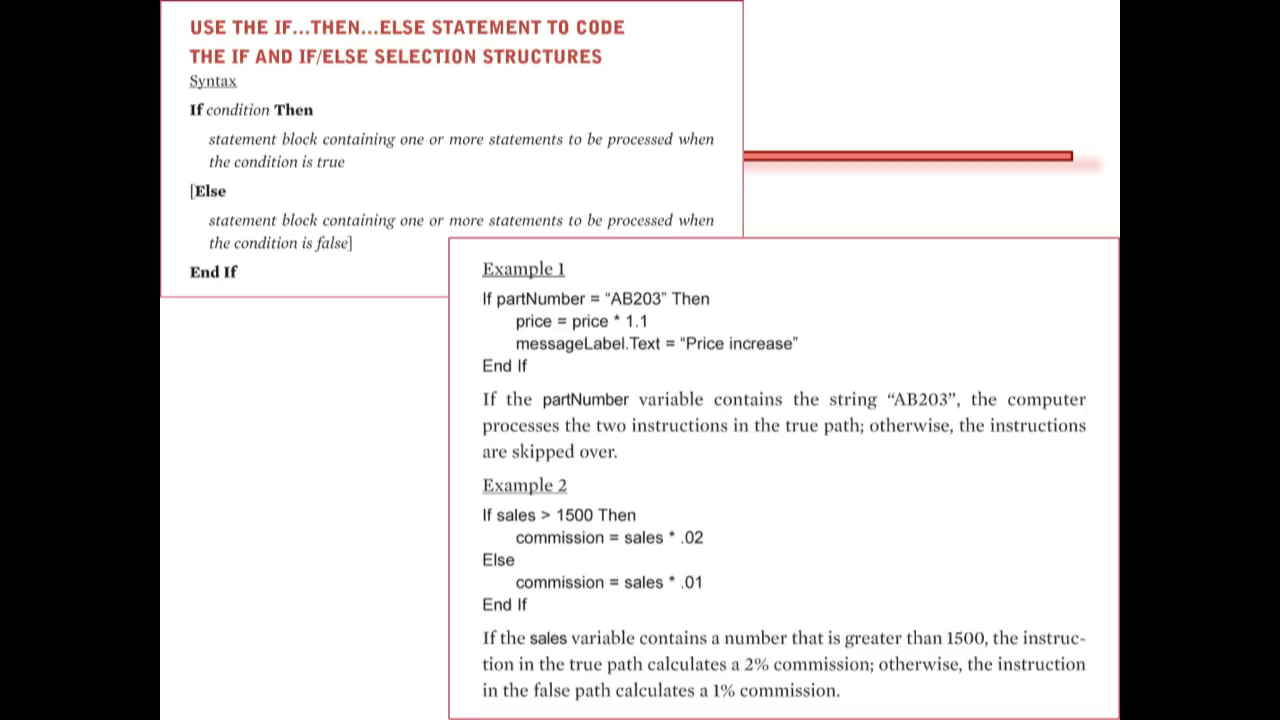 USE THE IF...THEN...ELSE STATEMENT TO CODE
THE IF AND IF/ELSE SELECTION STRUCTURES
Syntax
If condition Then
statement block containing one or more statements to be processed when
the condition is true
[Else
statement block containing one or more statements to be processed when
the condition is false]
End If
Example 1
If partNumber = “AB203” Then
price = price * 1.1
messageLabel.Text = “Price increase”
End If
If the partNumber variable contains the string “AB203”, the computer
processes the two instructions in the true path; otherwise, the instructions
are skipped over.
Example 2
If sales > 1500 Then
commission = sales * .02
Else
commission = sales * .01
End If
If the sales variable contains a number that is greater than 1500, the instruc-
tion in the true path calculates a 2% commission; otherwise, the instruction
in the false path calculates a 1% commission.